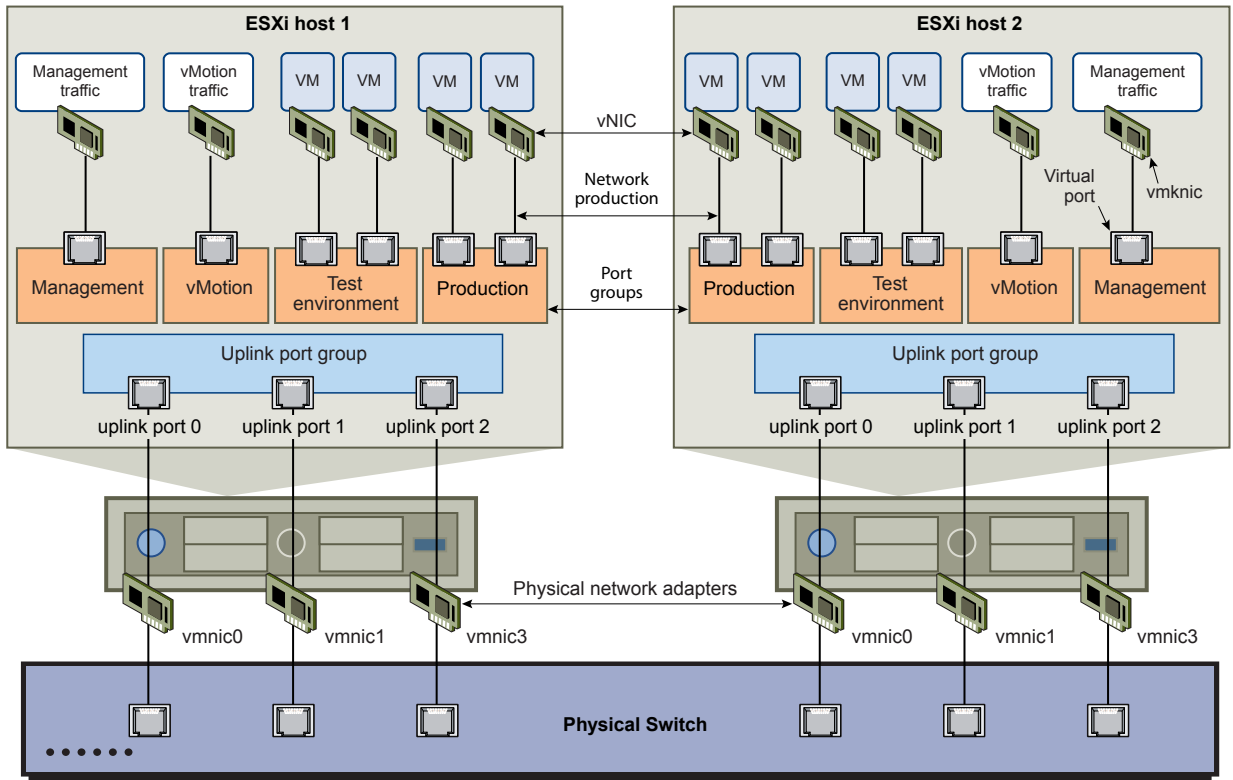 ESXi host 1
ESXi host 2
Management
traffic
vMotion
traffic
VM
VM
VM
VM
VM
VM
VM
VM
vMotion
traffic
Management
traffic
vNIC
Network
production
Virtual
port
vmknic
Management
vMotion
Test
environment
Production
Port
groups
Production
Test
environment
vMotion
Management
Uplink port group
Uplink port group
uplink port 0
uplink port 1
uplink port 2
uplink port 0
uplink port 1
uplink port 2
Physical network adapters
vmnic0
vmnic1
vmnic3
vmnic0
vmnic1
vmnic3
Physical Switch